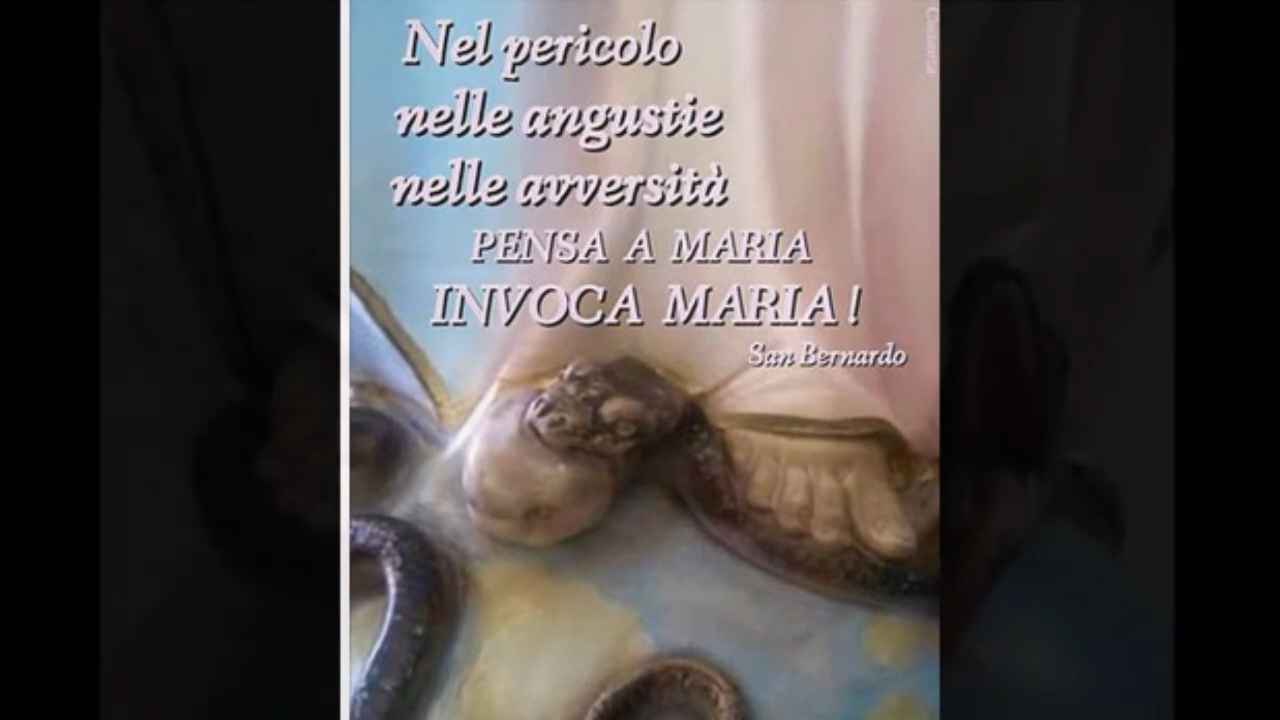 Nel pericolo
nelle angustie
nelle avversità
PENSA A MARIA
INVOCA MARIA!
San Bernardo